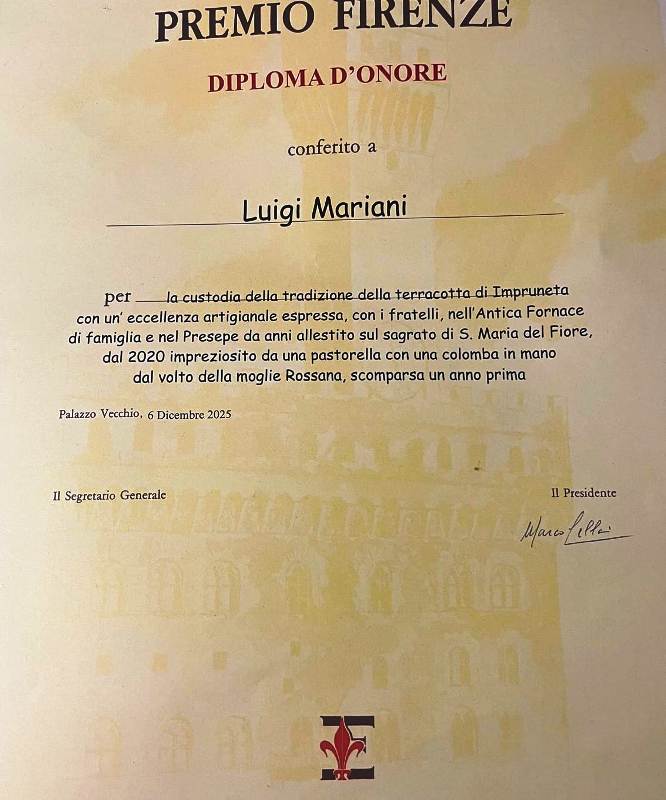 PREMIO FIRENZE
DIPLOMA D'ONORE
conferito a
Luigi Mariani
per la custodia della tradizione della terracotta di Impruneta
con un' eccellenza artigianale espressa, con i fratelli, nell'Antica Fornace
di famiglia e nel Presepe da anni allestito sul sagrato di S. Maria del Fiore,
dal 2020 impreziosito da una pastorella con una colomba in mano
dal volto della moglie Rossana, scomparsa un anno prima
Palazzo Vecchio, 6 Dicembre 2025
Il Segretario Generale
Il Presidente
Marco